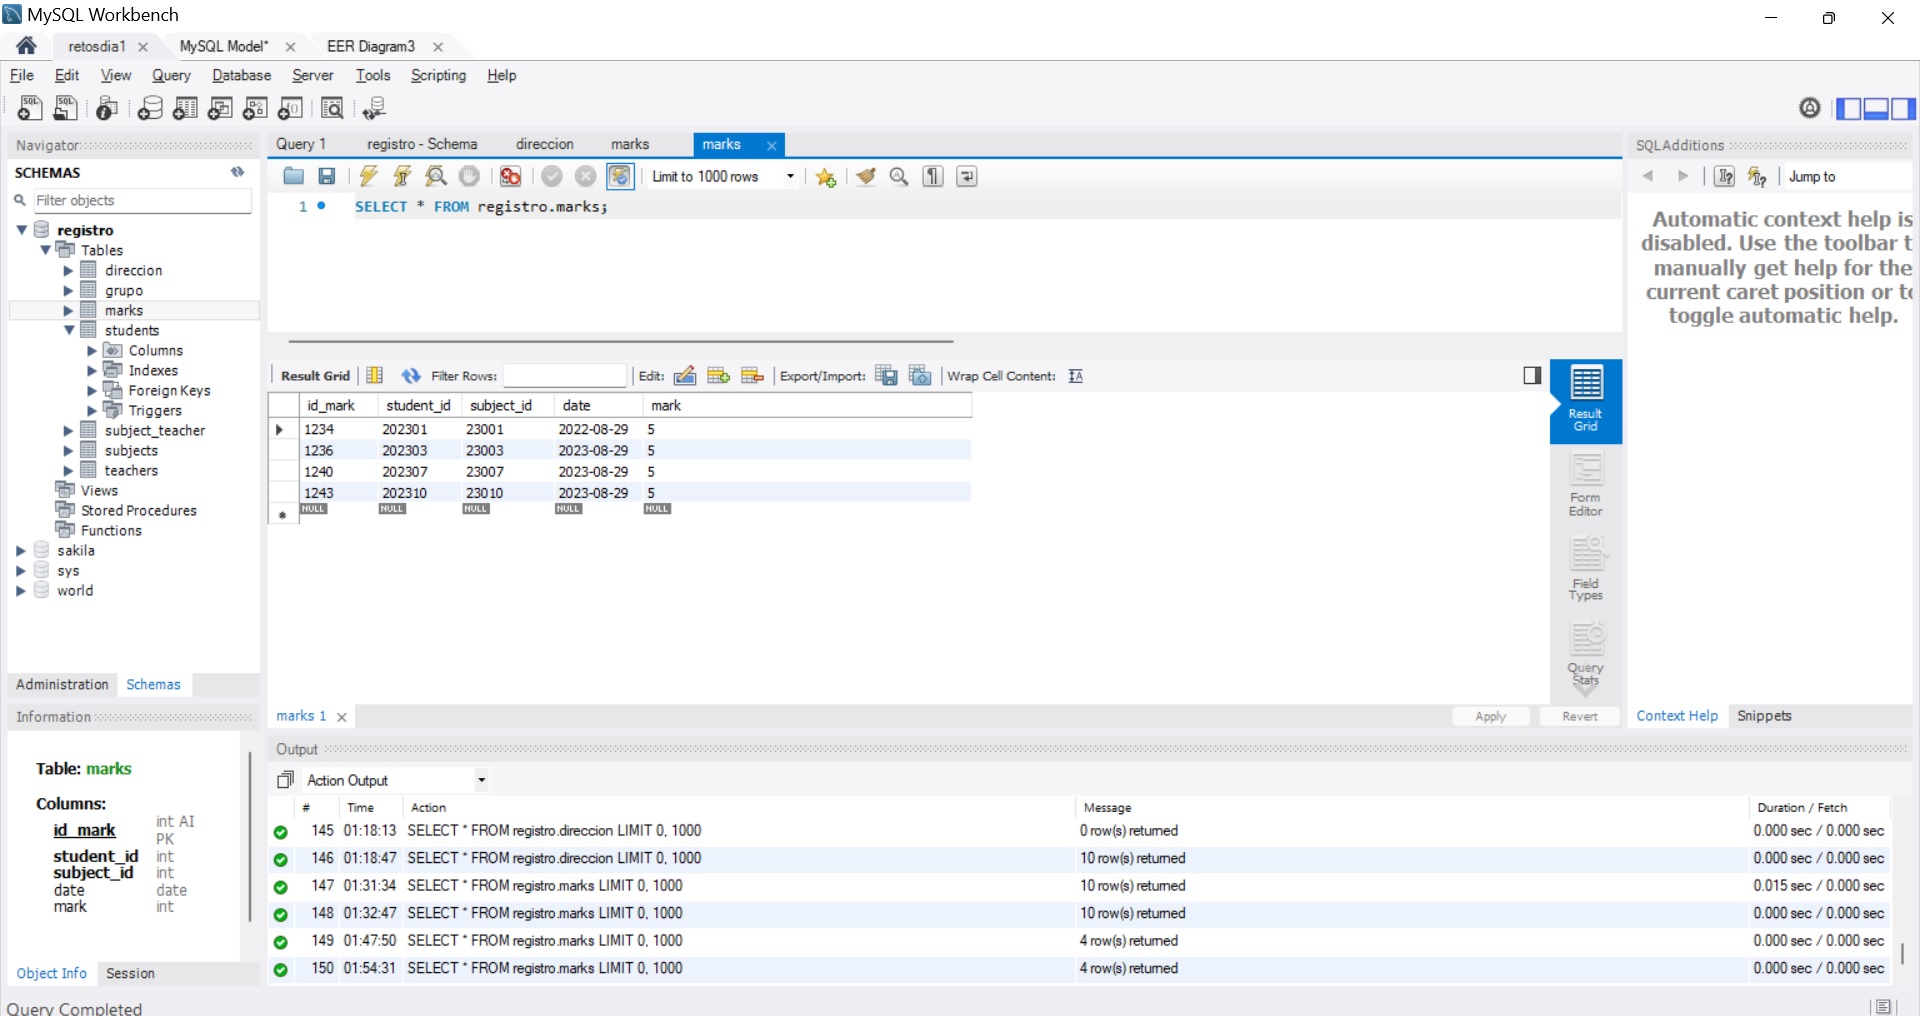 MySQL Workbench
retosdia1
MySQL Model*
EER Diagram3
File Edit View Query Database Server Tools Scripting Help
Navigator
SCHEMAS
Filter objects
registro
Tables
direccion
grupo
marks
students
Columns
Indexes
Foreign Keys
Triggers
subject_teacher
subjects
teachers
Views
Stored Procedures
Functions
sakila
sys
world
Administration Schemas
Information
Table: marks
Columns:
id_mark int AI PK
student_id int
subject_id int
date date
mark int
Object Info Session
Query Completed
Query 1 registro - Schema direccion marks marks
Limit to 1000 rows
1 SELECT * FROM registro.marks;
Result Grid Filter Rows: Edit: Export/Import: Wrap Cell Content:
id_mark student_id subject_id date mark
1234 202301 23001 2022-08-29 5
1236 202303 23003 2023-08-29 5
1240 202307 23007 2023-08-29 5
1243 202310 23010 2023-08-29 5
NULL NULL NULL NULL NULL
Result Grid
Form Editor
Field Types
Query Stats
marks 1
Apply Revert
Output
Action Output
# Time Action Message Duration / Fetch
145 01:18:13 SELECT * FROM registro.direccion LIMIT 0, 1000 0 row(s) returned 0.000 sec / 0.000 sec
146 01:18:47 SELECT * FROM registro.direccion LIMIT 0, 1000 10 row(s) returned 0.000 sec / 0.000 sec
147 01:31:34 SELECT * FROM registro.marks LIMIT 0, 1000 10 row(s) returned 0.015 sec / 0.000 sec
148 01:32:47 SELECT * FROM registro.marks LIMIT 0, 1000 10 row(s) returned 0.000 sec / 0.000 sec
149 01:47:50 SELECT * FROM registro.marks LIMIT 0, 1000 4 row(s) returned 0.000 sec / 0.000 sec
150 01:54:31 SELECT * FROM registro.marks LIMIT 0, 1000 4 row(s) returned 0.000 sec / 0.000 sec
SQLAdditions
Jump to
Automatic context help is
disabled. Use the toolbar t
manually get help for the
current caret position or to
toggle automatic help.
Context Help Snippets